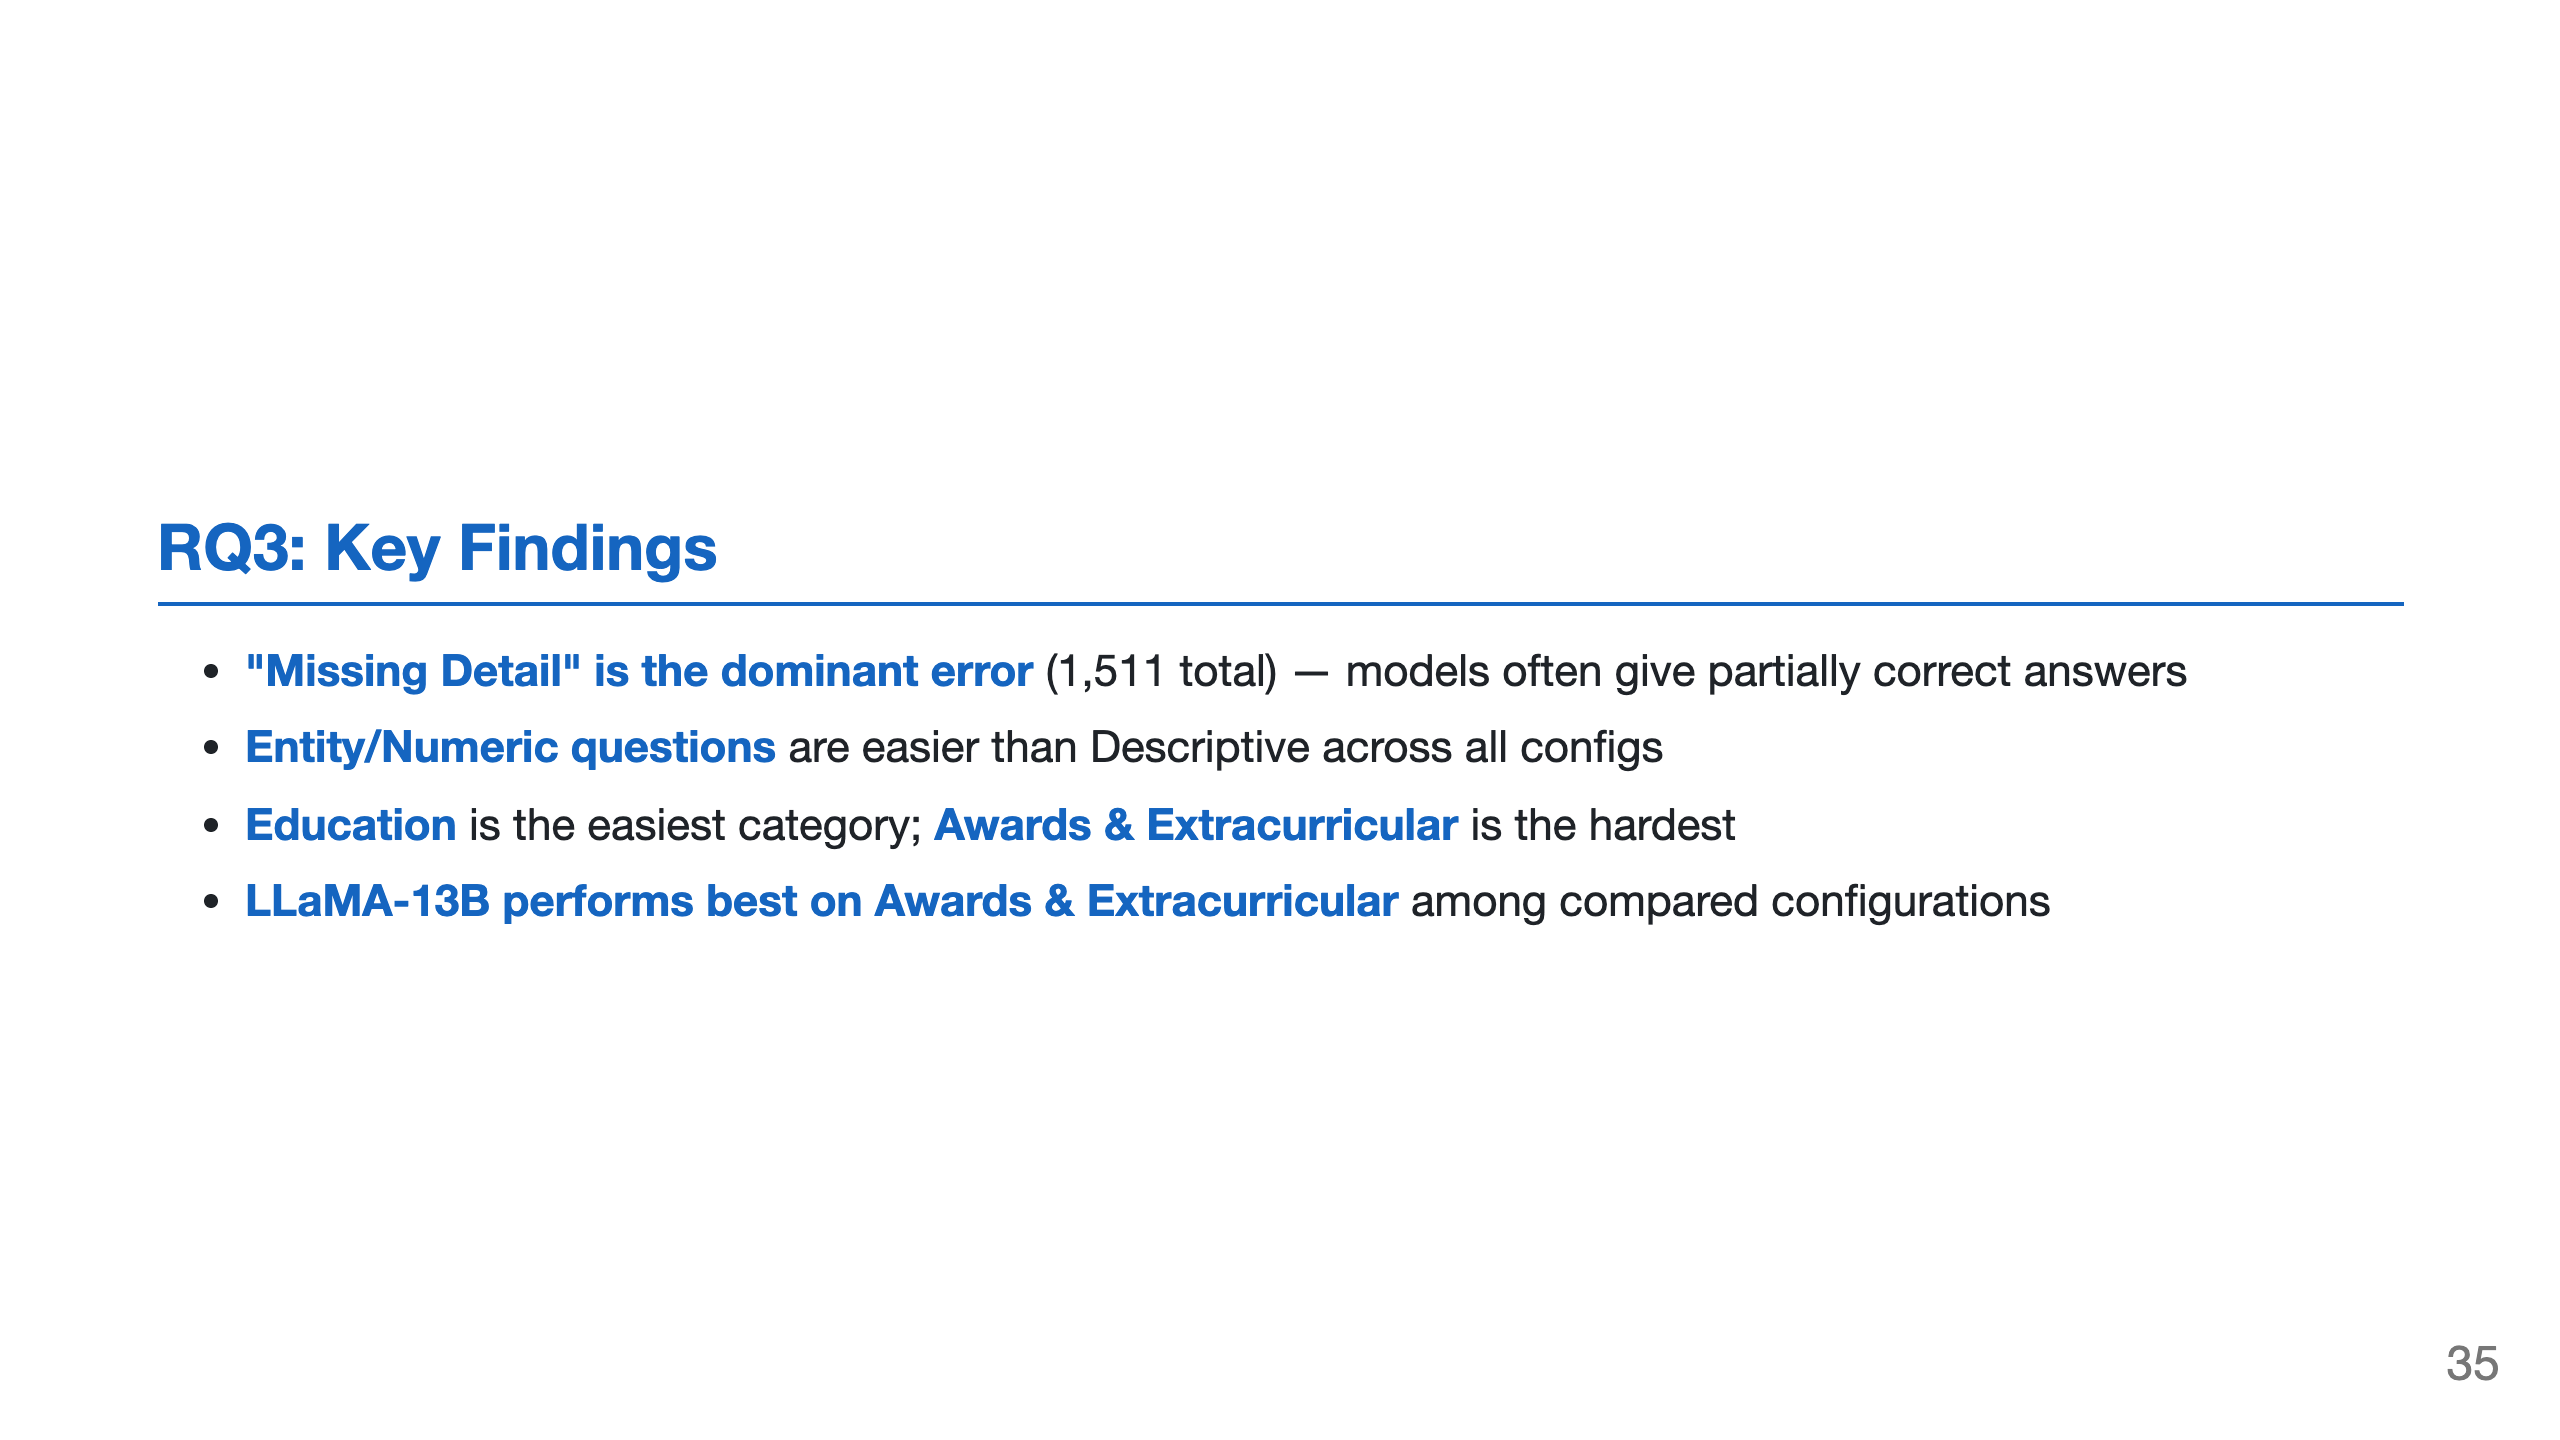 RQ3: Key Findings
• "Missing Detail" is the dominant error (1,511 total) — models often give partially correct answers
• Entity/Numeric questions are easier than Descriptive across all configs
• Education is the easiest category; Awards & Extracurricular is the hardest
• LLaMA-13B performs best on Awards & Extracurricular among compared configurations
35